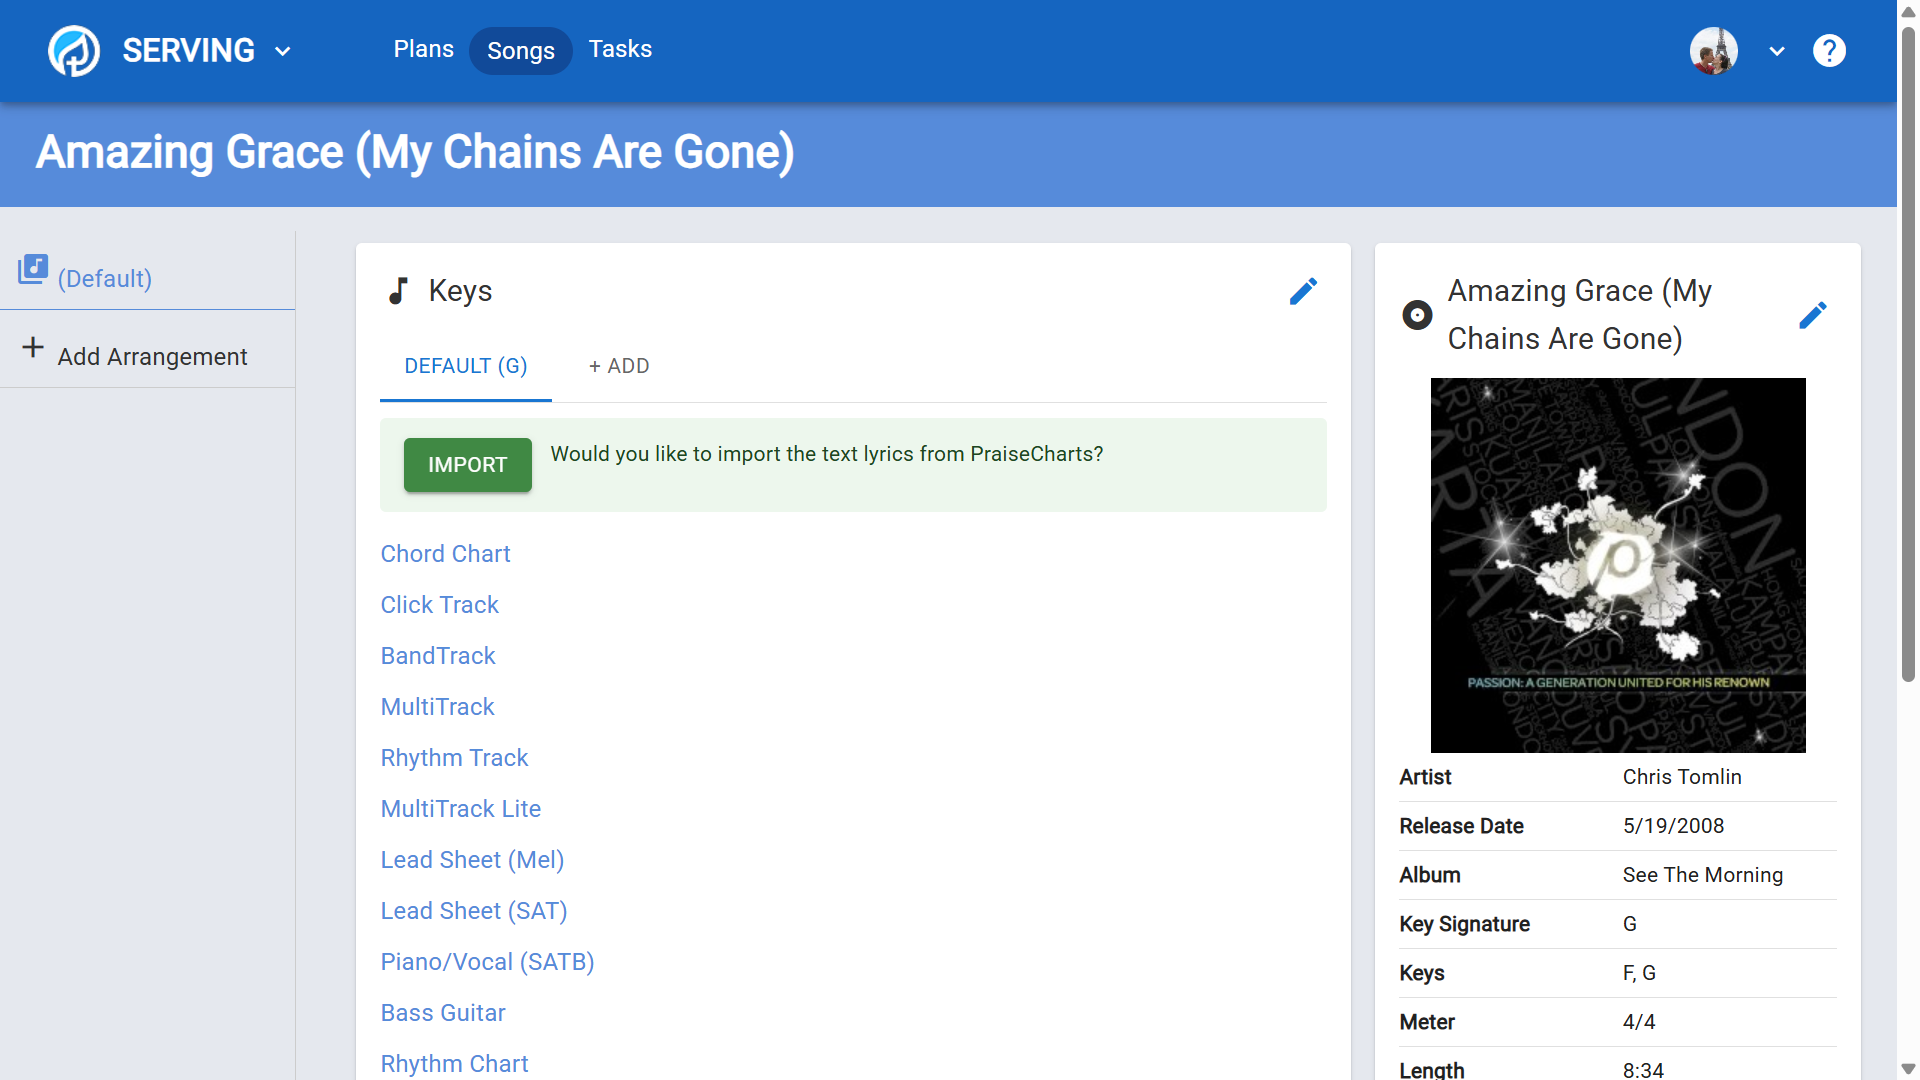 SERVING
Plans
Songs
Tasks
?
Amazing Grace (My Chains Are Gone)
(Default)
+ Add Arrangement
Keys
DEFAULT (G)
+ ADD
IMPORT
Would you like to import the text lyrics from PraiseCharts?
Chord Chart
Click Track
BandTrack
MultiTrack
Rhythm Track
MultiTrack Lite
Lead Sheet (Mel)
Lead Sheet (SAT)
Piano/Vocal (SATB)
Bass Guitar
Rhythm Chart
Amazing Grace (My
Chains Are Gone)
PASSION: A GENERATION UNITED FOR HIS RENOWN
Artist Chris Tomlin
Release Date 5/19/2008
Album See The Morning
Key Signature G
Keys F, G
Meter 4/4
Length 8:34